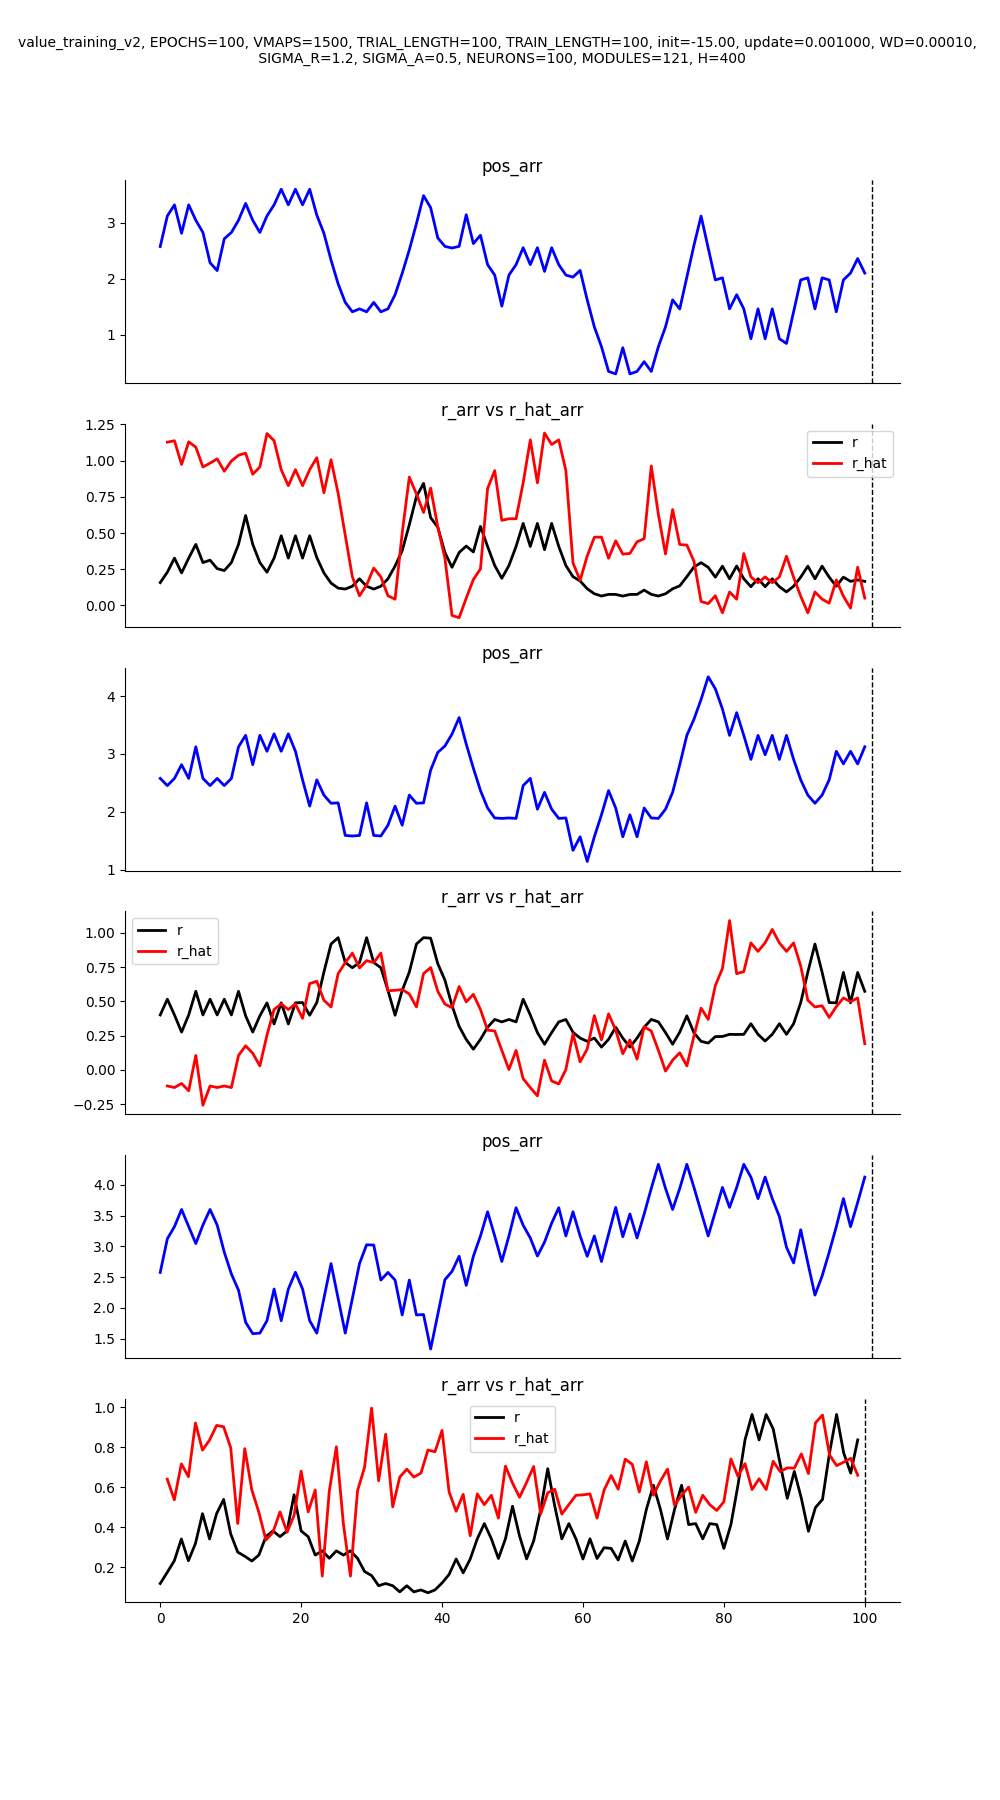 value_training_v2, EPOCHS=100, VMAPS=1500, TRIAL_LENGTH=100, TRAIN_LENGTH=100, init=-15.00, update=0.001000, WD=0.00010,
SIGMA_R=1.2, SIGMA_A=0.5, NEURONS=100, MODULES=121, H=400
pos_arr
3
2
1
r_arr vs r_hat_arr
1.25
1.00
0.75
0.50
0.25
0.00
r
r_hat
pos_arr
4
3
2
1
r_arr vs r_hat_arr
1.00
0.75
0.50
0.25
0.00
−0.25
r
r_hat
pos_arr
4.0
3.5
3.0
2.5
2.0
1.5
r_arr vs r_hat_arr
1.0
0.8
0.6
0.4
0.2
r
r_hat
0 20 40 60 80 100